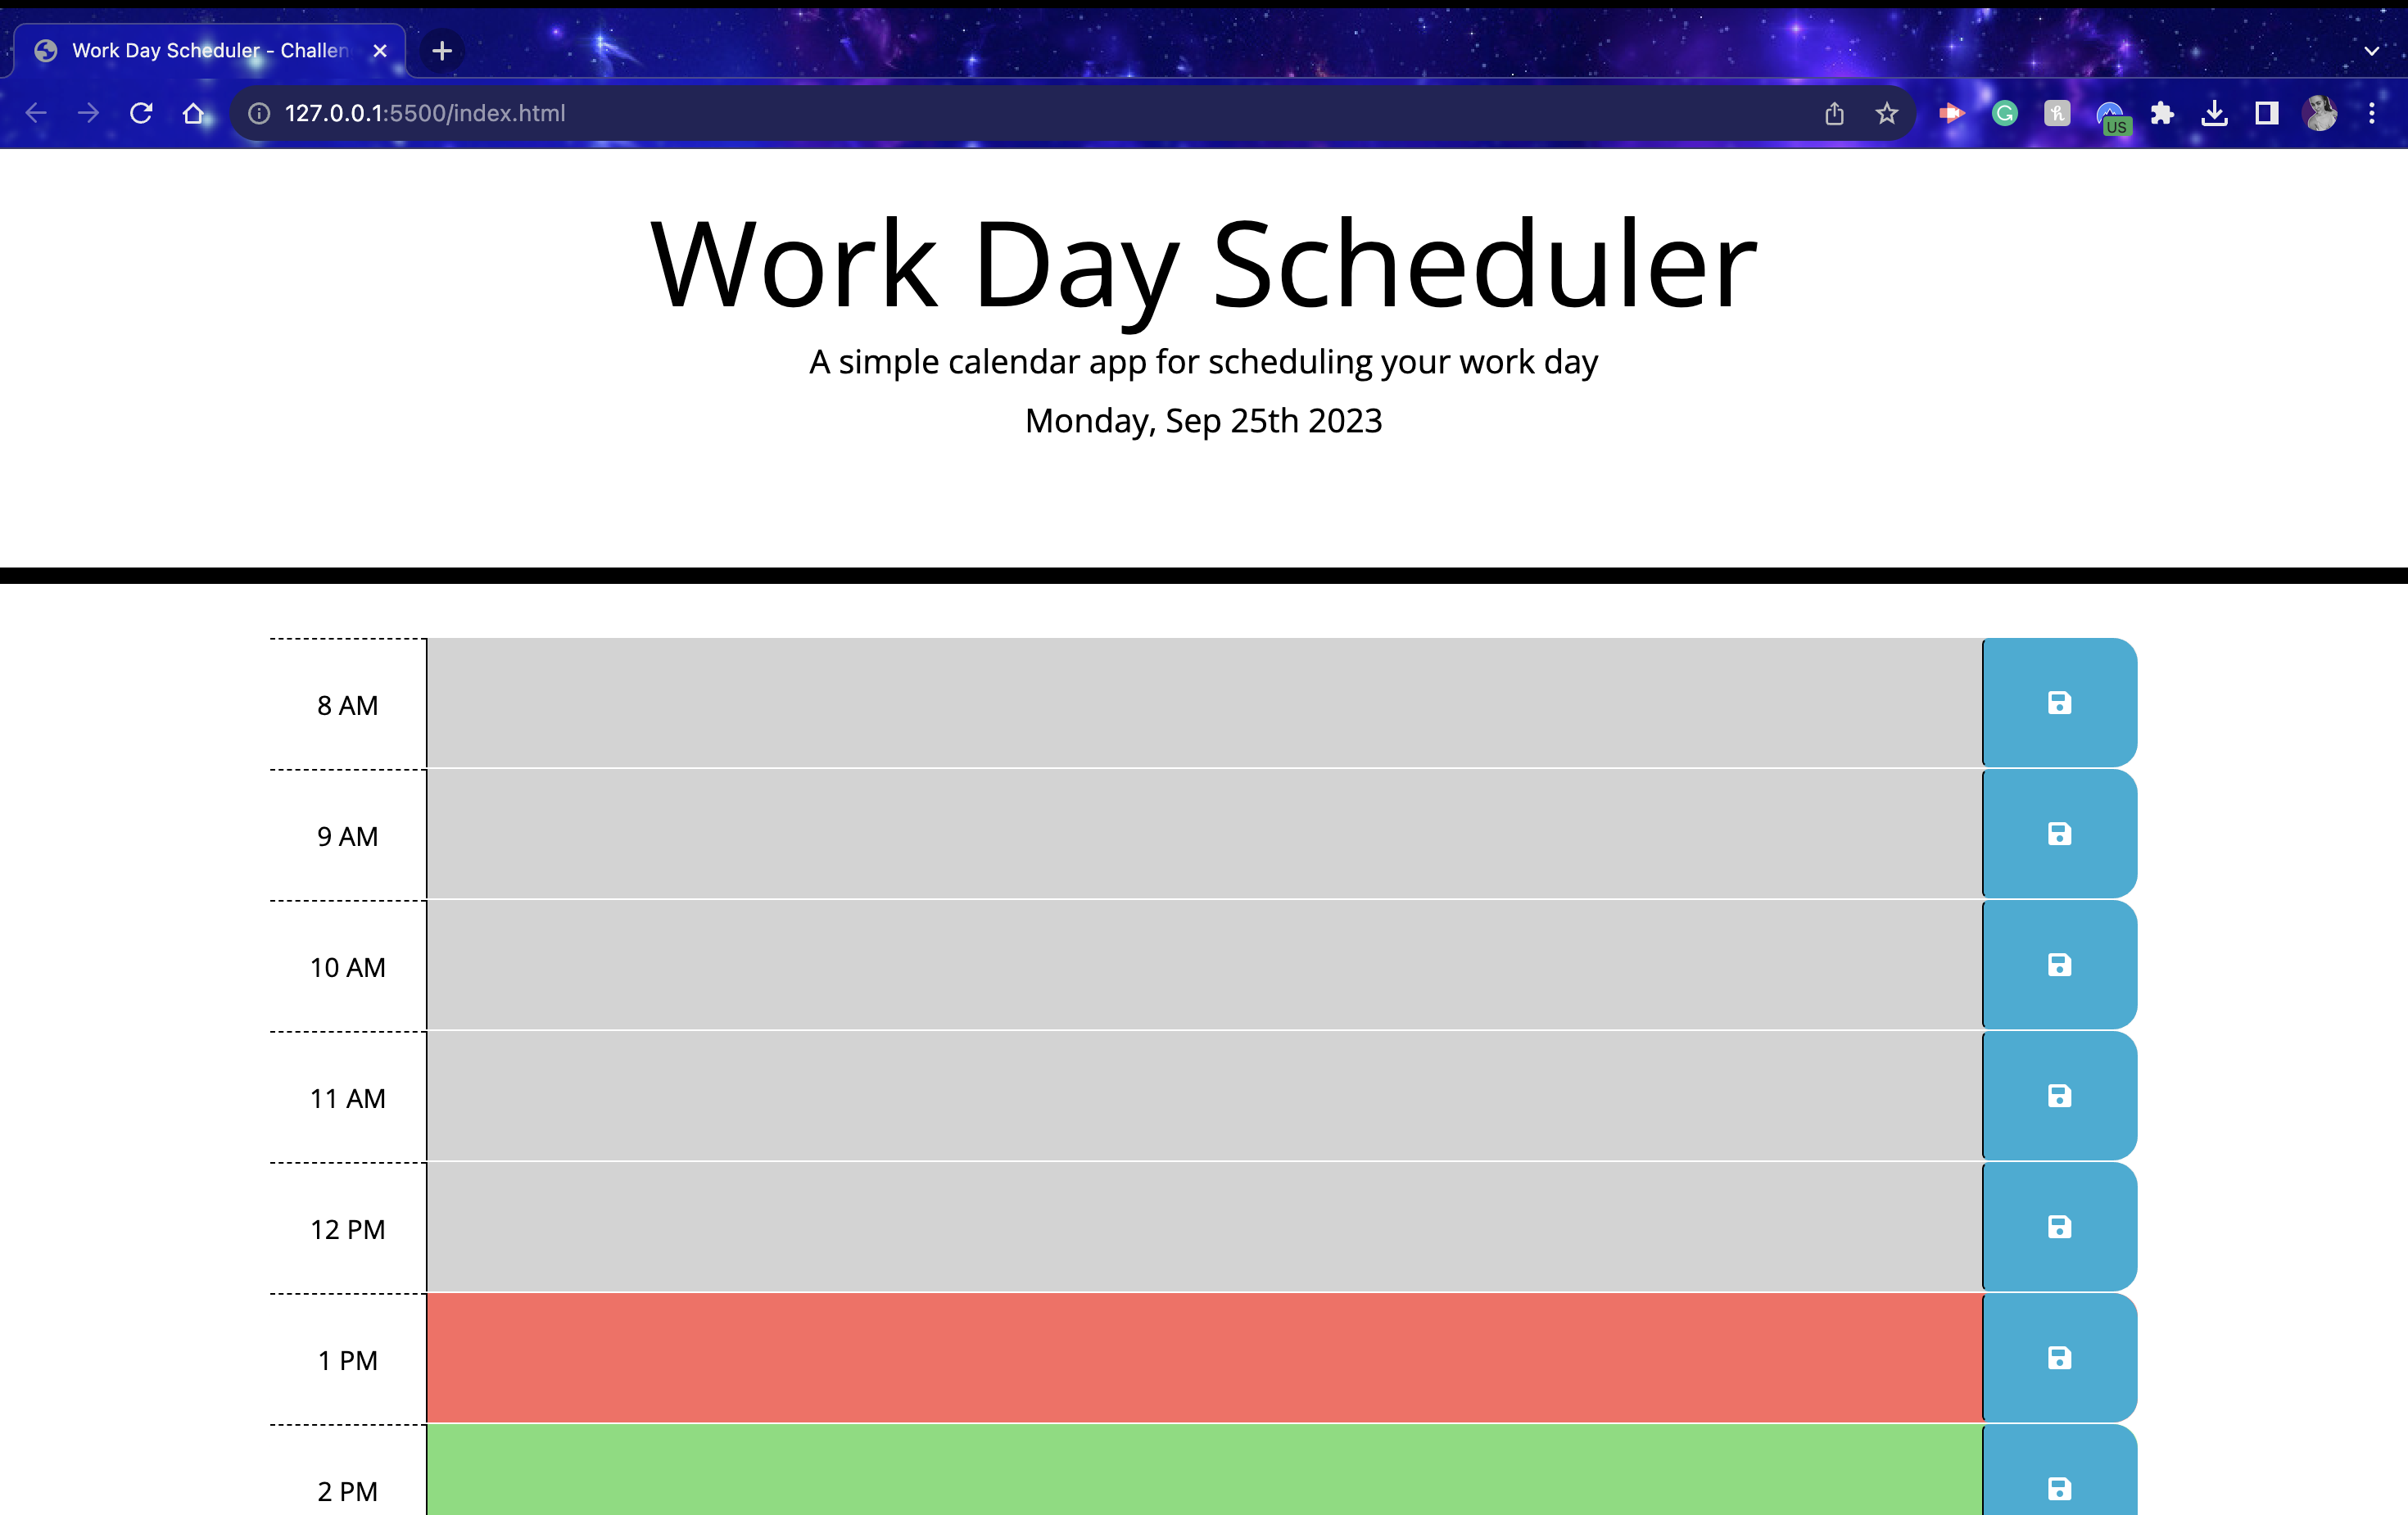 Work Day Scheduler - Challen
127.0.0.1:5500/index.html
US
Work Day Scheduler
A simple calendar app for scheduling your work day
Monday, Sep 25th 2023
8 AM
9 AM
10 AM
11 AM
12 PM
1 PM
2 PM